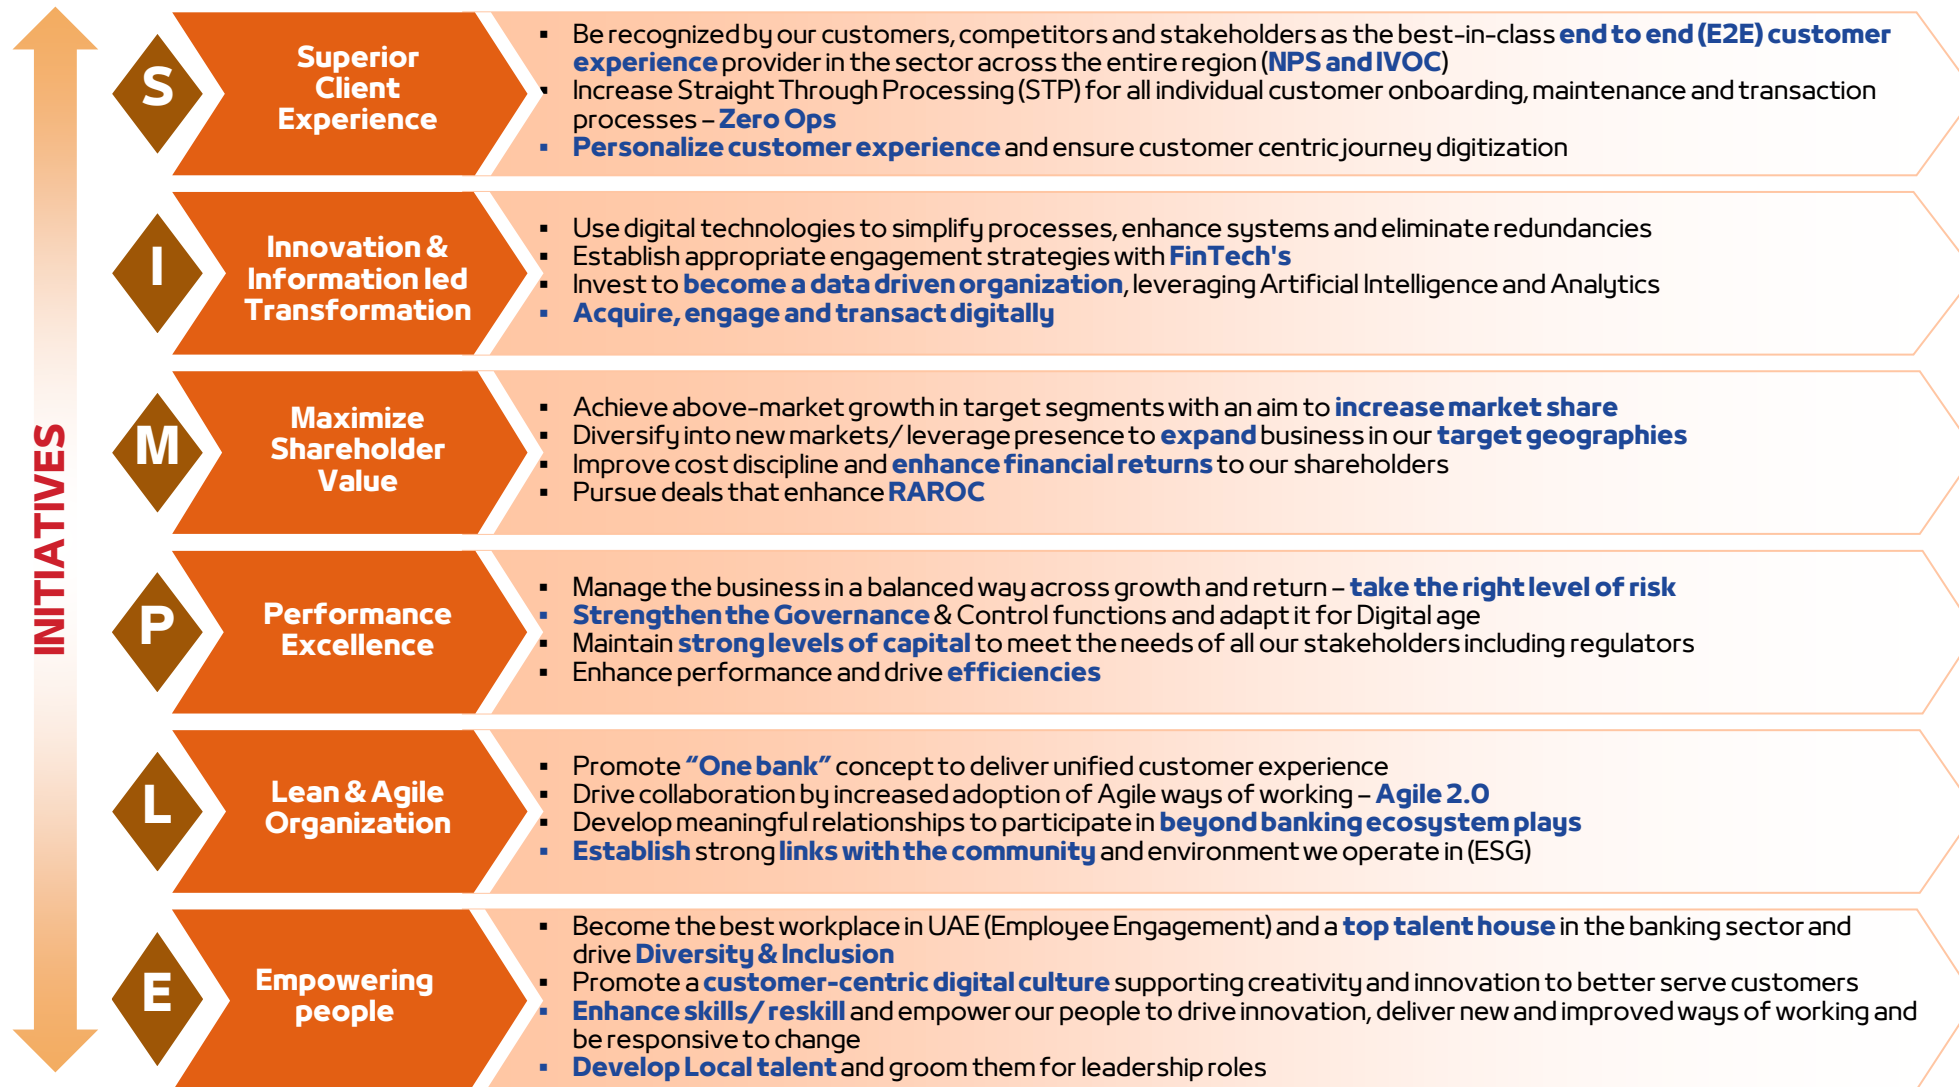 INITIATIVES
S
Superior
Client
Experience
▪ Be recognized by our customers, competitors and stakeholders as the best-in-class end to end (E2E) customer
experience provider in the sector across the entire region (NPS and IVOC)
▪ Increase Straight Through Processing (STP) for all individual customer onboarding, maintenance and transaction
processes – Zero Ops
▪ Personalize customer experience and ensure customer centric journey digitization
I
Innovation &
Information led
Transformation
▪ Use digital technologies to simplify processes, enhance systems and eliminate redundancies
▪ Establish appropriate engagement strategies with FinTech's
▪ Invest to become a data driven organization, leveraging Artificial Intelligence and Analytics
▪ Acquire, engage and transact digitally
M
Maximize
Shareholder
Value
▪ Achieve above-market growth in target segments with an aim to increase market share
▪ Diversify into new markets/ leverage presence to expand business in our target geographies
▪ Improve cost discipline and enhance financial returns to our shareholders
▪ Pursue deals that enhance RAROC
P
Performance
Excellence
▪ Manage the business in a balanced way across growth and return – take the right level of risk
▪ Strengthen the Governance & Control functions and adapt it for Digital age
▪ Maintain strong levels of capital to meet the needs of all our stakeholders including regulators
▪ Enhance performance and drive efficiencies
L
Lean & Agile
Organization
▪ Promote “One bank” concept to deliver unified customer experience
▪ Drive collaboration by increased adoption of Agile ways of working – Agile 2.0
▪ Develop meaningful relationships to participate in beyond banking ecosystem plays
▪ Establish strong links with the community and environment we operate in (ESG)
E
Empowering
people
▪ Become the best workplace in UAE (Employee Engagement) and a top talent house in the banking sector and
drive Diversity & Inclusion
▪ Promote a customer-centric digital culture supporting creativity and innovation to better serve customers
▪ Enhance skills/ reskill and empower our people to drive innovation, deliver new and improved ways of working and
be responsive to change
▪ Develop Local talent and groom them for leadership roles